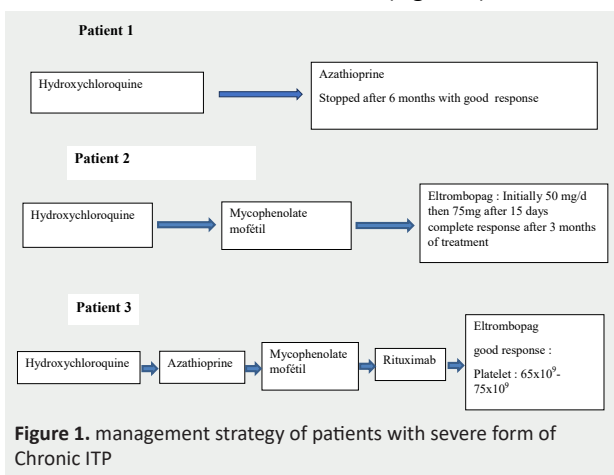 Patient 1
Hydroxychloroquine
Azathioprine
Stopped after 6 months with good response
Patient 2
Hydroxychloroquine
Mycophenolate
mofétil
Eltrombopag : Initially 50 mg/d
then 75mg after 15 days
complete response after 3 months
of treatment
Patient 3
Hydroxychloroquine
Azathioprine
Mycophenolate
mofétil
Rituximab
Eltrombopag
good response :
Platelet : 65x10⁹-
75x10⁹
Figure 1. management strategy of patients with severe form of
Chronic ITP